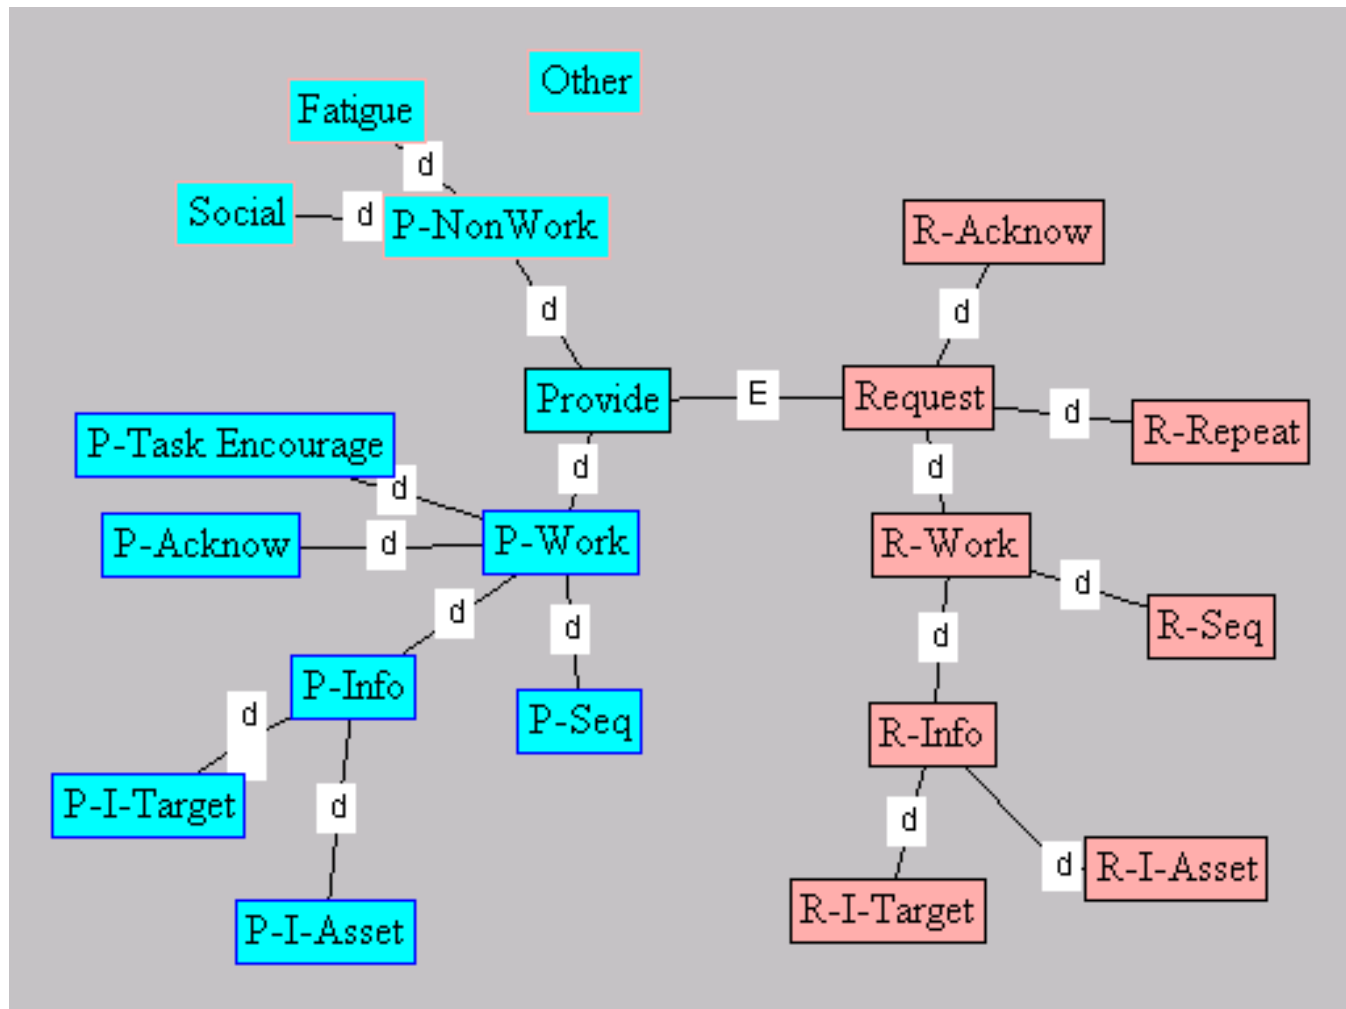 Other
Fatigue
d
Social
d
P-NonWork
R-Acknow
d
d
Provide
E
Request
d
R-Repeat
P-Task Encourage
d
d
d
P-Acknow
d
P-Work
R-Work
d
R-Seq
d
d
d
P-Info
P-Seq
R-Info
d
P-I-Target
d
d
R-I-Target
d
R-I-Asset
P-I-Asset